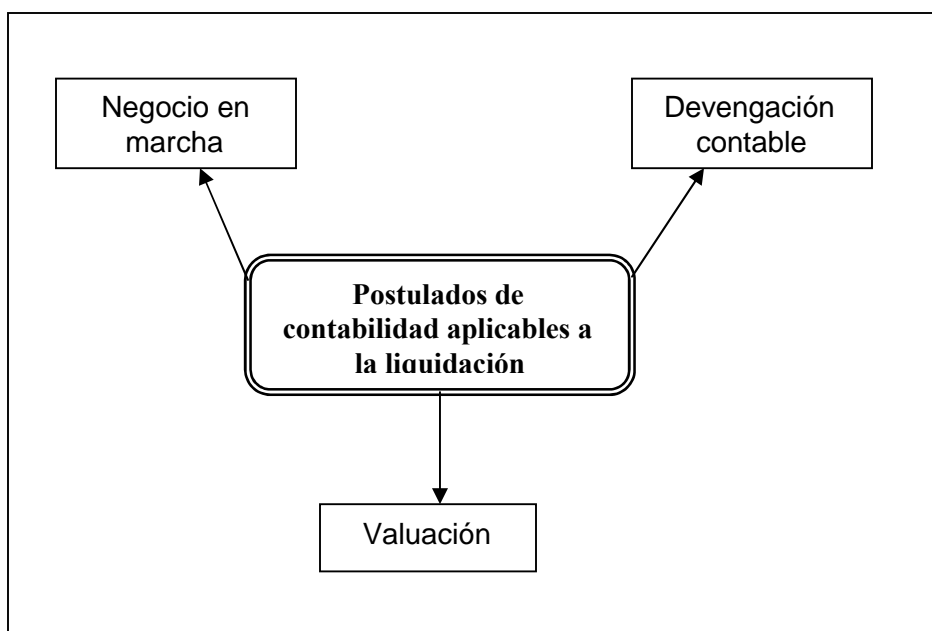 Negocio en
marcha
Devengación
contable
Postulados de
contabilidad aplicables a
la liquidación
Valuación